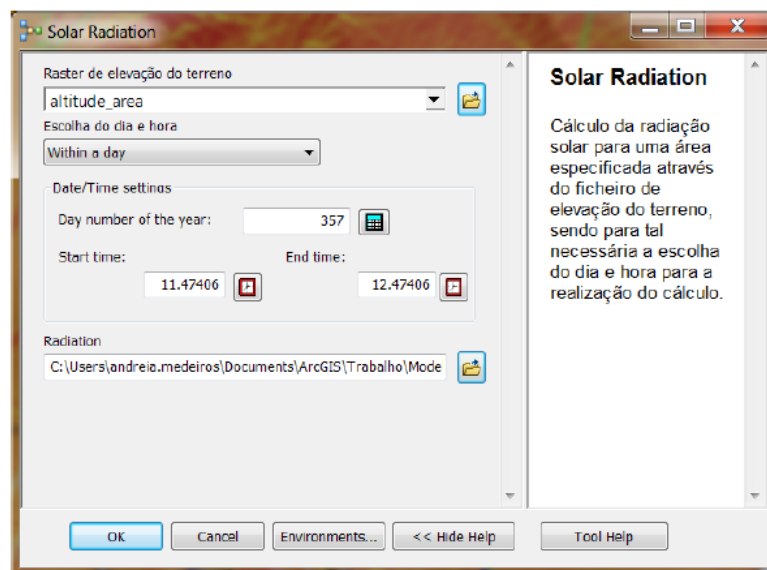 Solar Radiation
Raster de elevação do terreno
altitude_area
Escolha do dia e hora
Within a day
Date/Time settings
Day number of the year:
357
Start time:
End time:
11.47406
12.47406
Radiation
C:\Users\andreia.medeiros\Documents\ArcGIS\Trabalho\Mode
OK
Cancel
Environments...
<< Hide Help
Tool Help
Solar Radiation
Cálculo da radiação
solar para uma área
especificada através
do ficheiro de
elevação do terreno,
sendo para tal
necessária a escolha
do dia e hora para a
realização do cálculo.